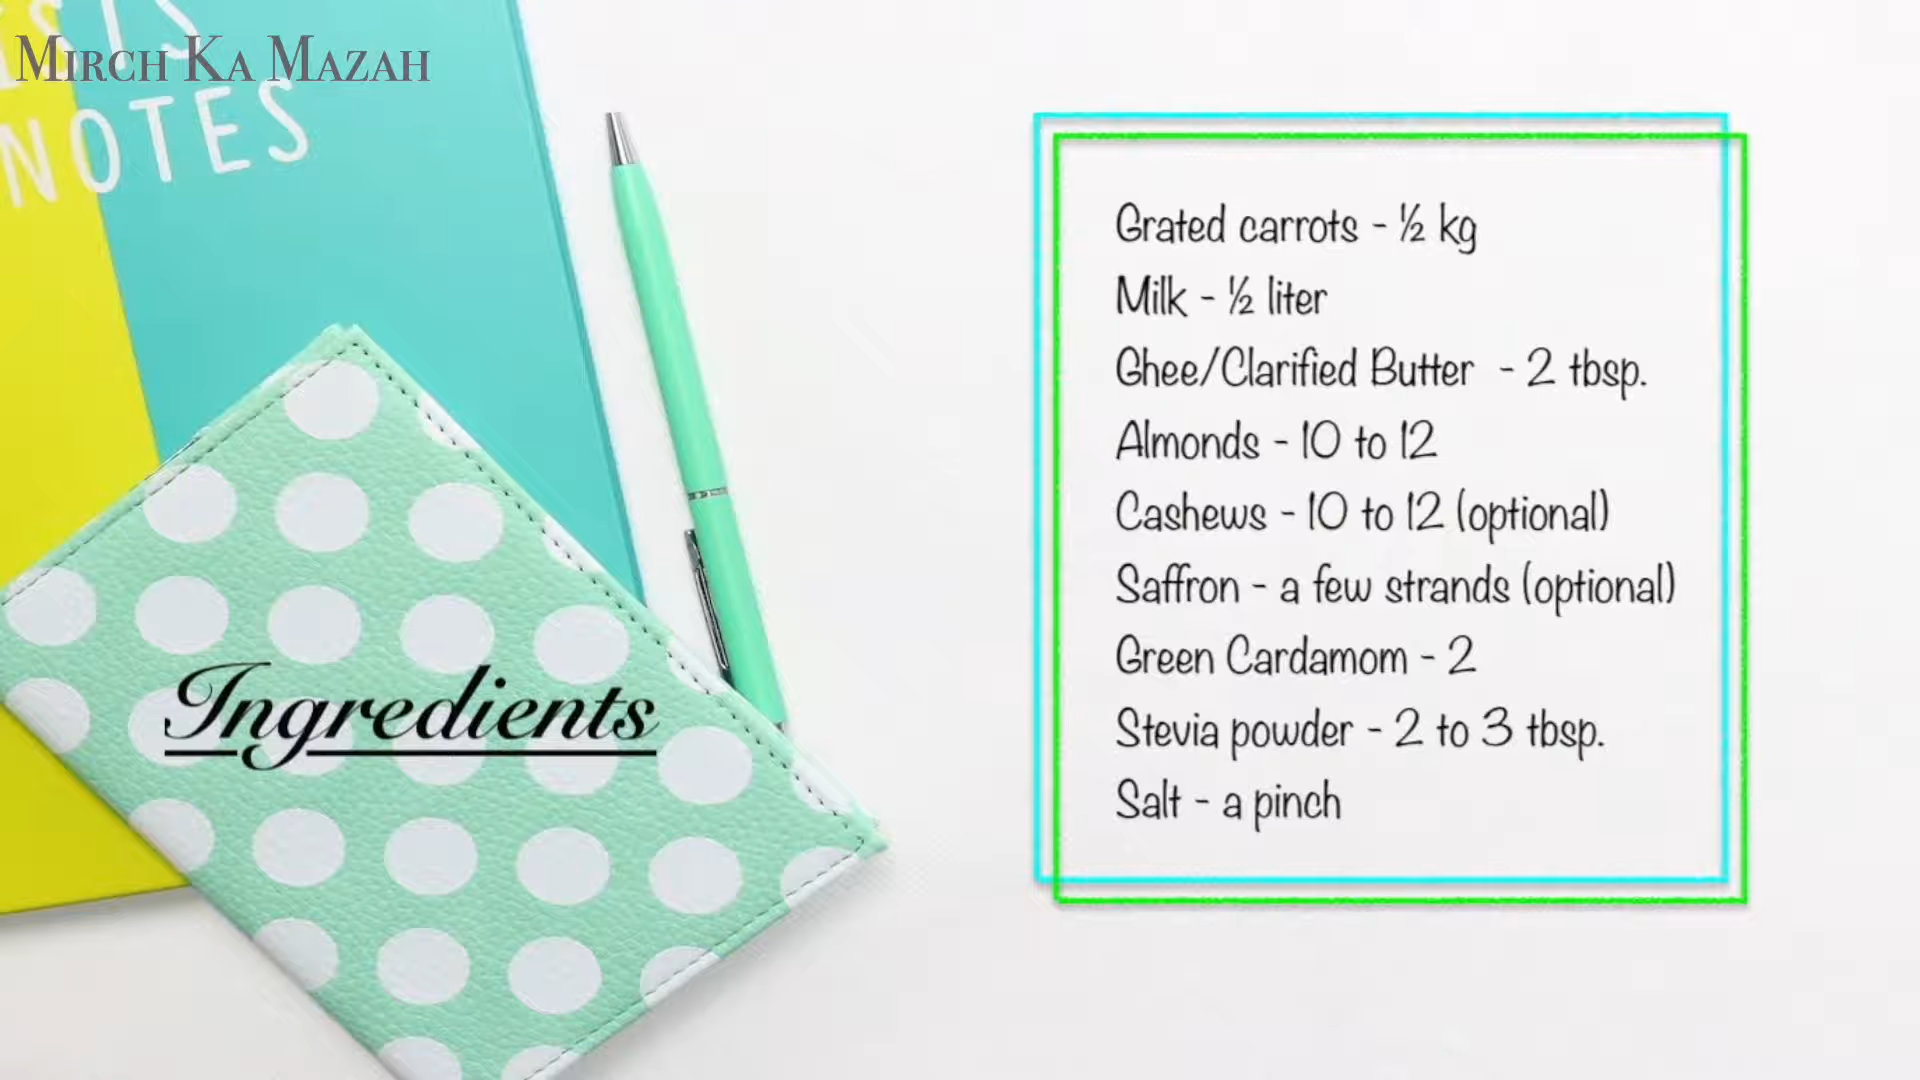 MIRCH KA MAZAH
NOTES
Grated carrots - ½ kg
Milk - ½ liter
Ghee/Clarified Butter - 2 tbsp.
Almonds - 10 to 12
Cashews - 10 to 12 (optional)
Saffron - a few strands (optional)
Green Cardamom - 2
Stevia powder - 2 to 3 tbsp.
Salt - a pinch
Ingredients